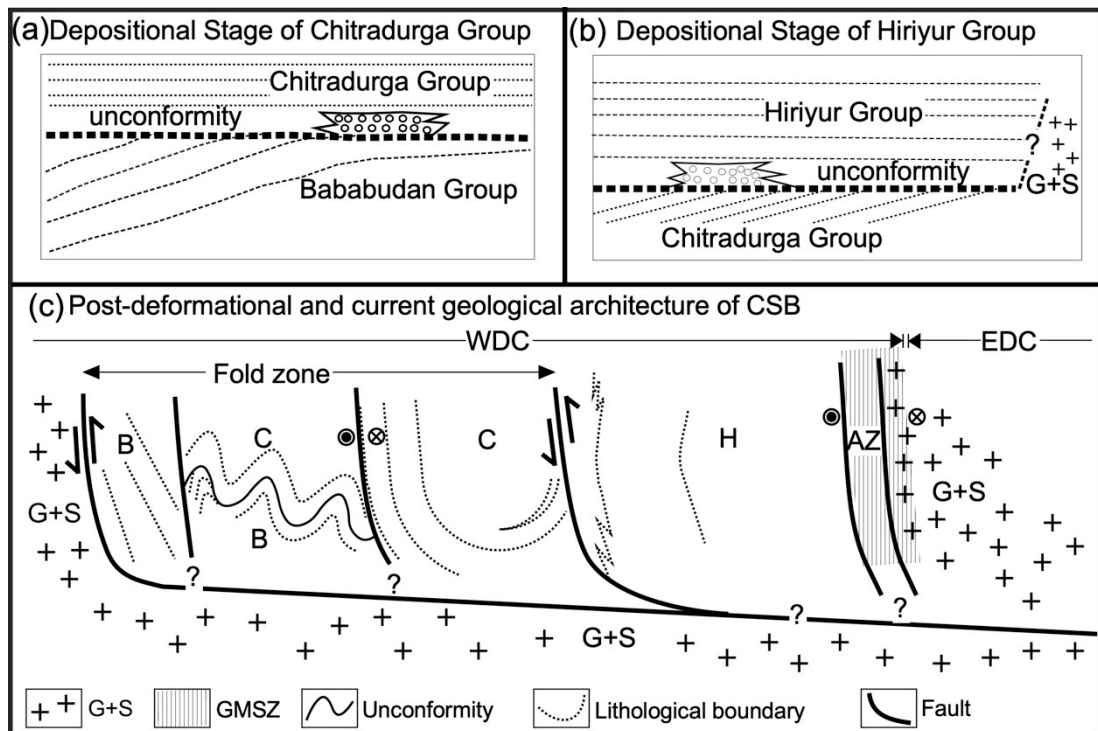 (a) Depositional Stage of Chitradurga Group
Chitradurga Group
unconformity
Bababudan Group
(b) Depositional Stage of Hiriyur Group
Hiriyur Group
?
unconformity
G+S
Chitradurga Group
(c) Post-deformational and current geological architecture of CSB
WDC
EDC
Fold zone
B
C
C
H
AZ
G+S
G+S
B
?
?
?
?
G+S
G+S
GMSZ
Unconformity
Lithological boundary
Fault